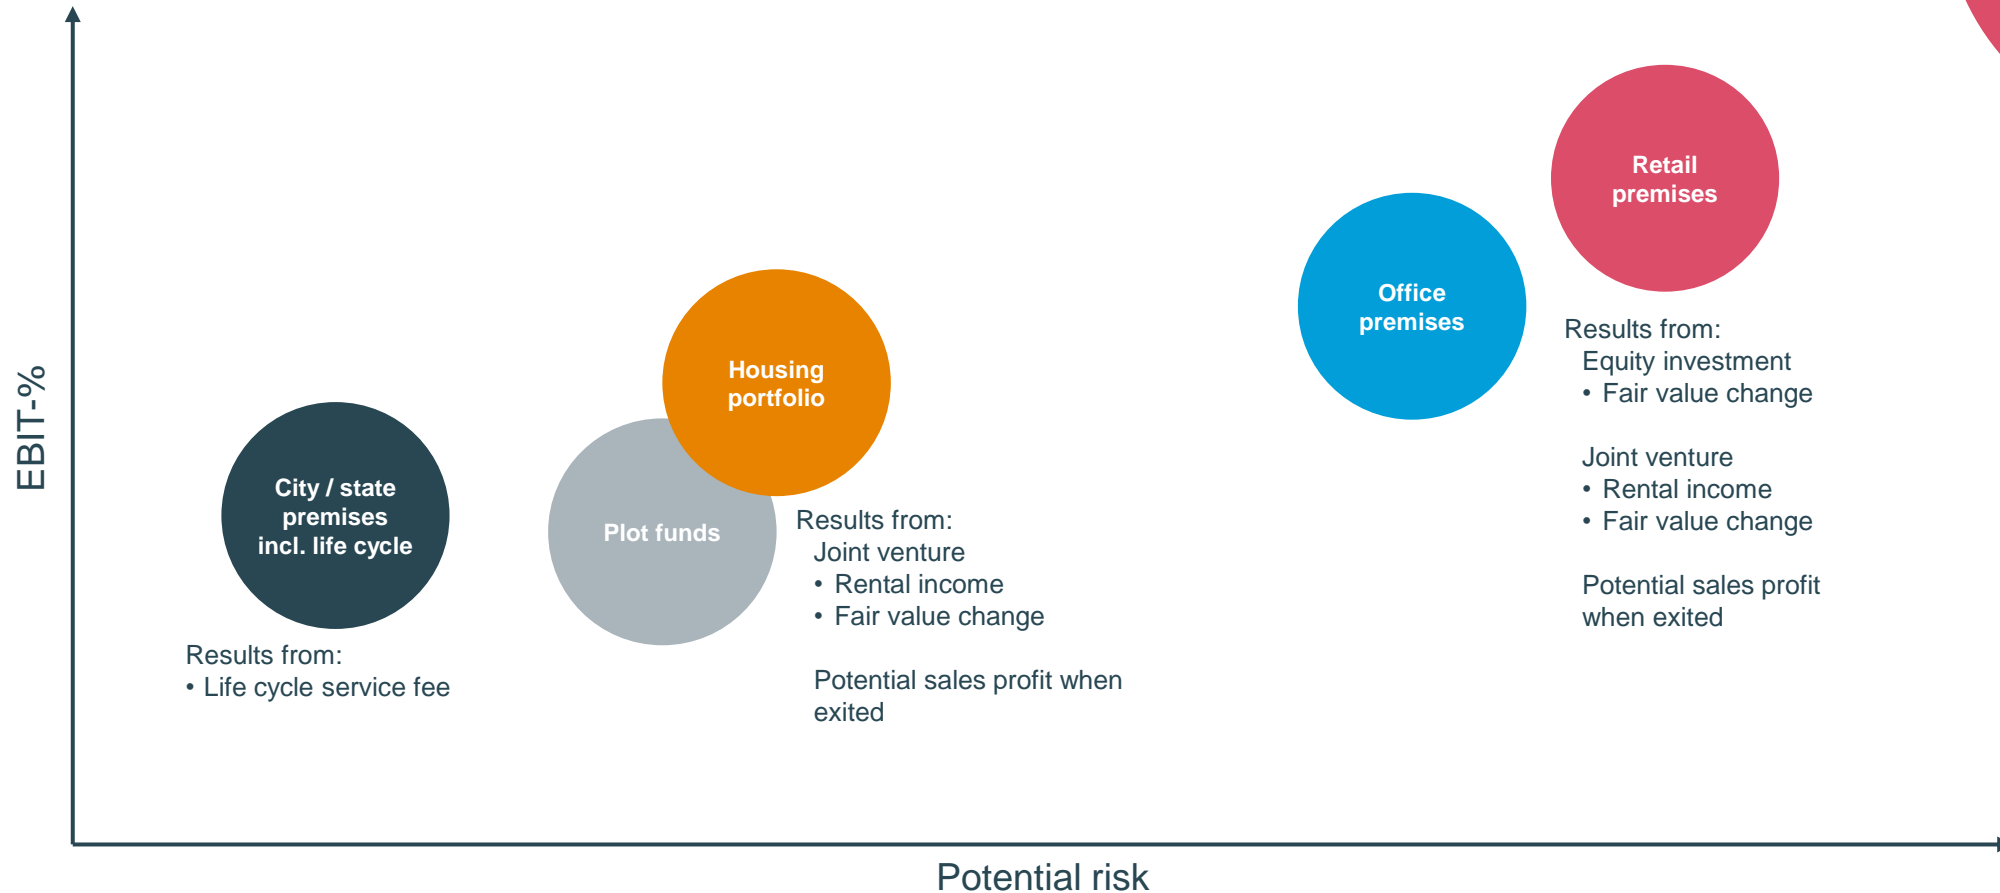 EBIT-%
City / state
premises
incl. life cycle
Results from:
• Life cycle service fee
Plot funds
Housing
portfolio
Results from:
Joint venture
• Rental income
• Fair value change
Potential sales profit when
exited
Office
premises
Retail
premises
Results from:
Equity investment
• Fair value change
Joint venture
• Rental income
• Fair value change
Potential sales profit
when exited
Potential risk